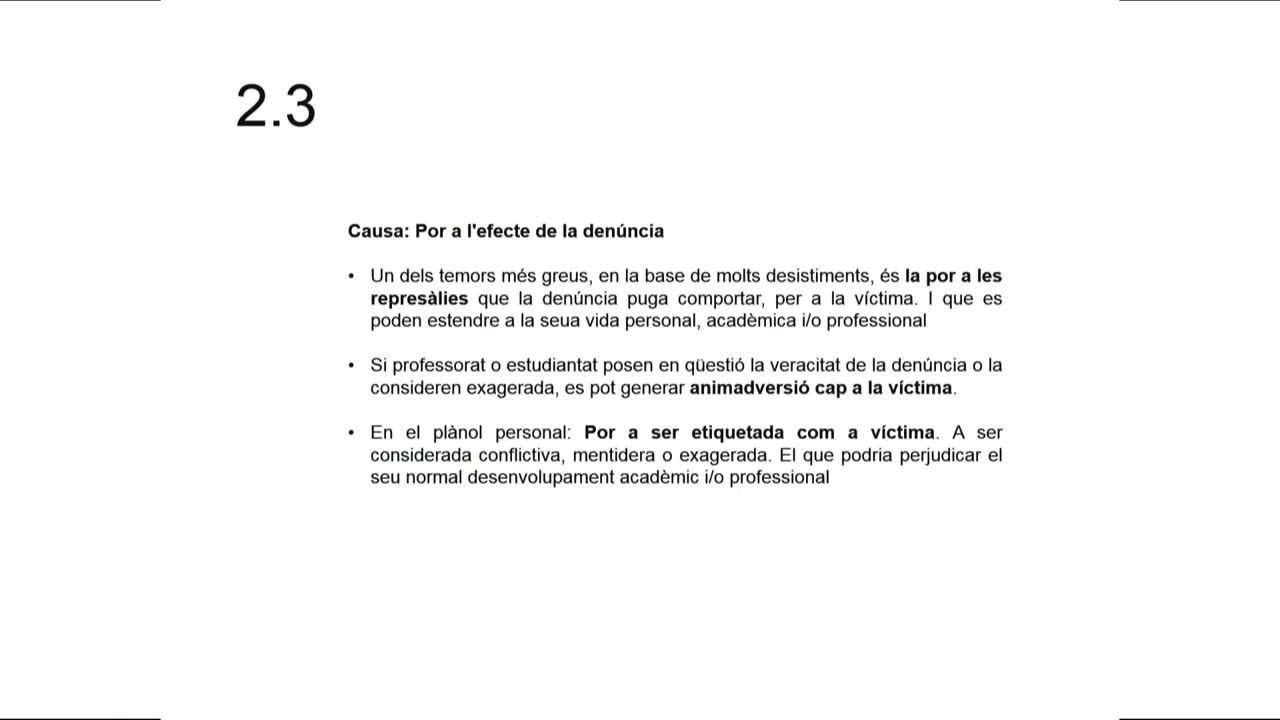 2.3
Causa: Por a l'efecte de la denúncia
• Un dels temors més greus, en la base de molts desistiments, és la por a les
represàlies que la denúncia puga comportar, per a la víctima. I que es
poden estendre a la seua vida personal, acadèmica i/o professional
• Si professorat o estudiantat posen en qüestió la veracitat de la denúncia o la
consideren exagerada, es pot generar animadversió cap a la víctima.
• En el plànol personal: Por a ser etiquetada com a víctima. A ser
considerada conflictiva, mentidera o exagerada. El que podria perjudicar el
seu normal desenvolupament acadèmic i/o professional